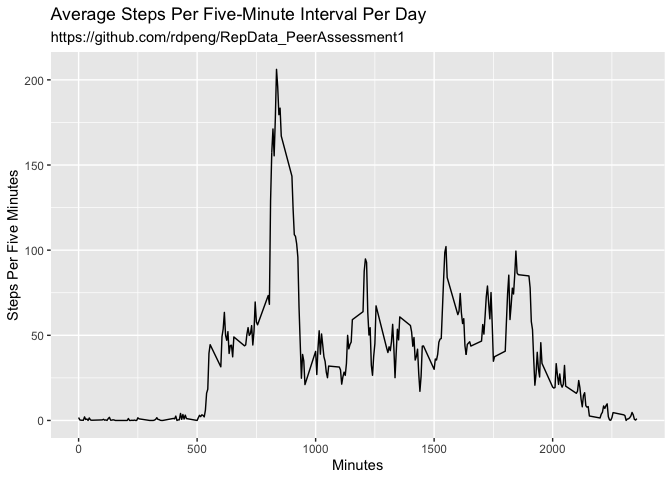 Average Steps Per Five-Minute Interval Per Day
https://github.com/rdpeng/RepData_PeerAssessment1
Steps Per Five Minutes
200
150
100
50
0
0 500 1000 1500 2000
Minutes